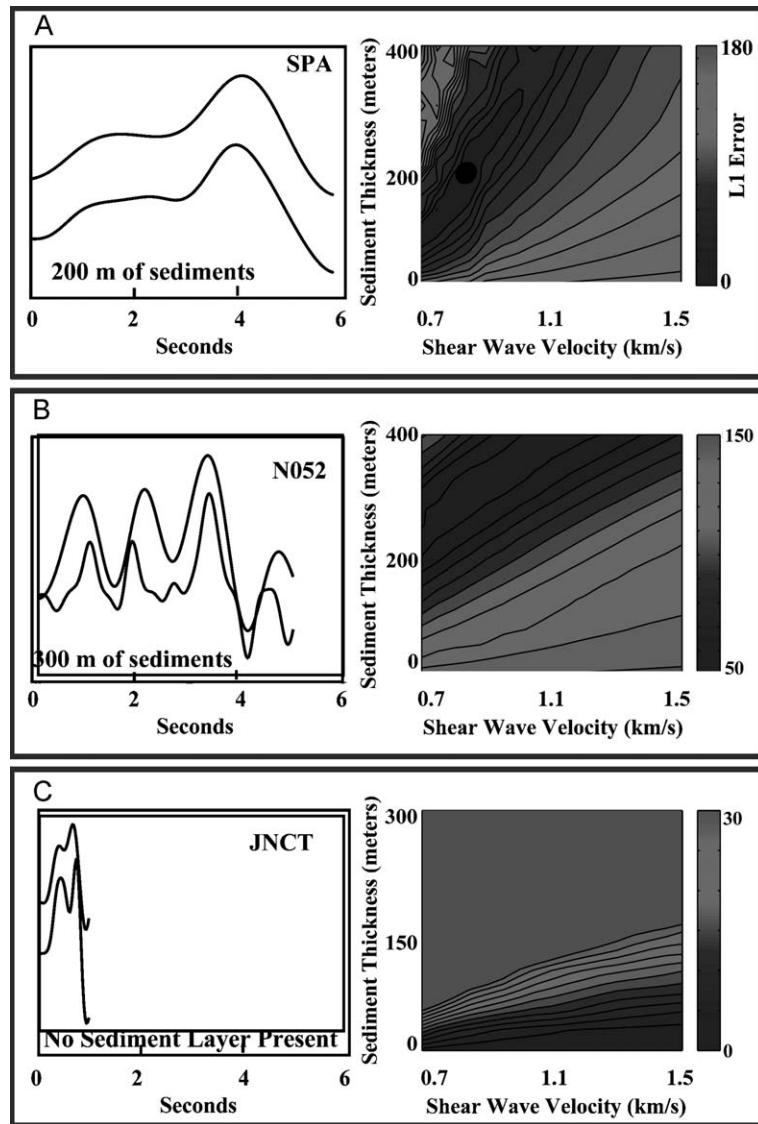 A
SPA
200 m of sediments
0 2 4 6
Seconds
Sediment Thickness (meters)
400
200
0
0.7 1.1 1.5
Shear Wave Velocity (km/s)
180
L1 Error
0
B
N052
300 m of sediments
0 2 4 6
Seconds
Sediment Thickness (meters)
400
200
0
0.7 1.1 1.5
Shear Wave Velocity (km/s)
150
50
C
JNCT
No Sediment Layer Present
0 2 4 6
Seconds
Sediment Thickness (meters)
300
150
0
0.7 1.1 1.5
Shear Wave Velocity (km/s)
30
0